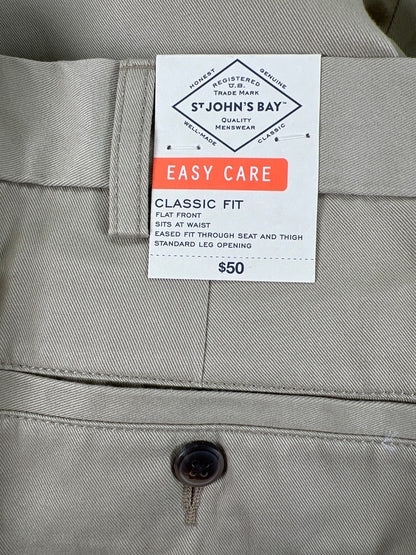 HONEST
GENUINE
REGISTERED
U.S.
TRADE MARK
ST JOHN'S BAY™
QUALITY
MENSWEAR
WELL-MADE
CLASSIC
EASY CARE
CLASSIC FIT
FLAT FRONT
SITS AT WAIST
EASED FIT THROUGH SEAT AND THIGH
STANDARD LEG OPENING
$50